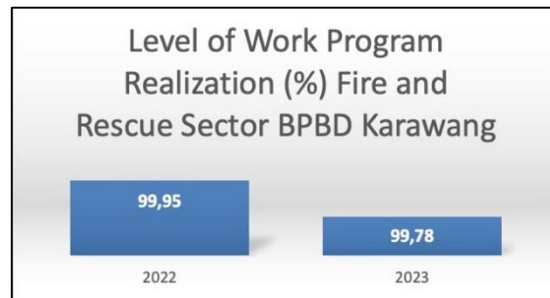 Level of Work Program
Realization (%) Fire and
Rescue Sector BPBD Karawang
99,95
99,78
2022
2023